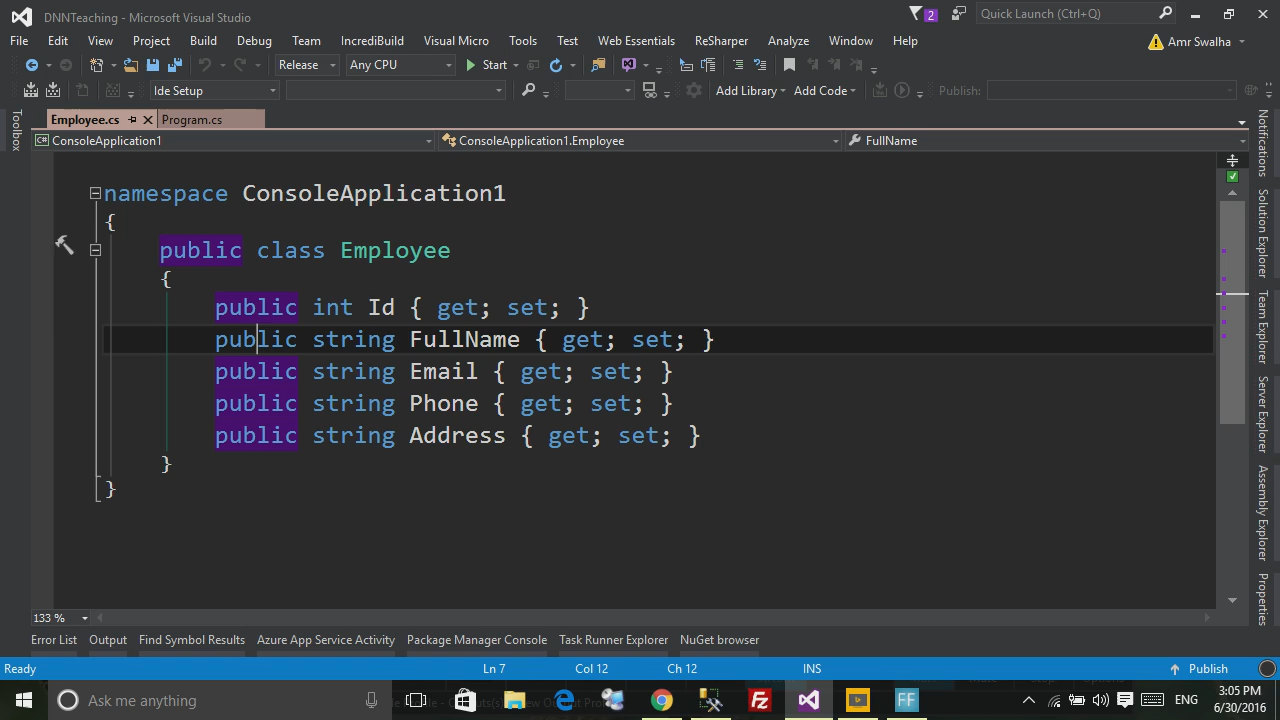 DNNTeaching - Microsoft Visual Studio
2
Quick Launch (Ctrl+Q)
File Edit View Project Build Debug Team IncrediBuild Visual Micro Tools Test Web Essentials ReSharper Analyze Window Help
Amr Swalha
Release Any CPU Start
Ide Setup Add Library Add Code Publish:
Toolbox
Employee.cs Program.cs
ConsoleApplication1 ConsoleApplication1.Employee FullName
namespace ConsoleApplication1
{
public class Employee
{
public int Id { get; set; }
public string FullName { get; set; }
public string Email { get; set; }
public string Phone { get; set; }
public string Address { get; set; }
}
}
Notifications
Solution Explorer
Team Explorer
Server Explorer
Assembly Explorer
Properties
133 %
Error List Output Find Symbol Results Azure App Service Activity Package Manager Console Task Runner Explorer NuGet browser
Ready Ln 7 Col 12 Ch 12 INS Publish
Ask me anything
FZ
b
FF
ENG
3:05 PM
6/30/2016